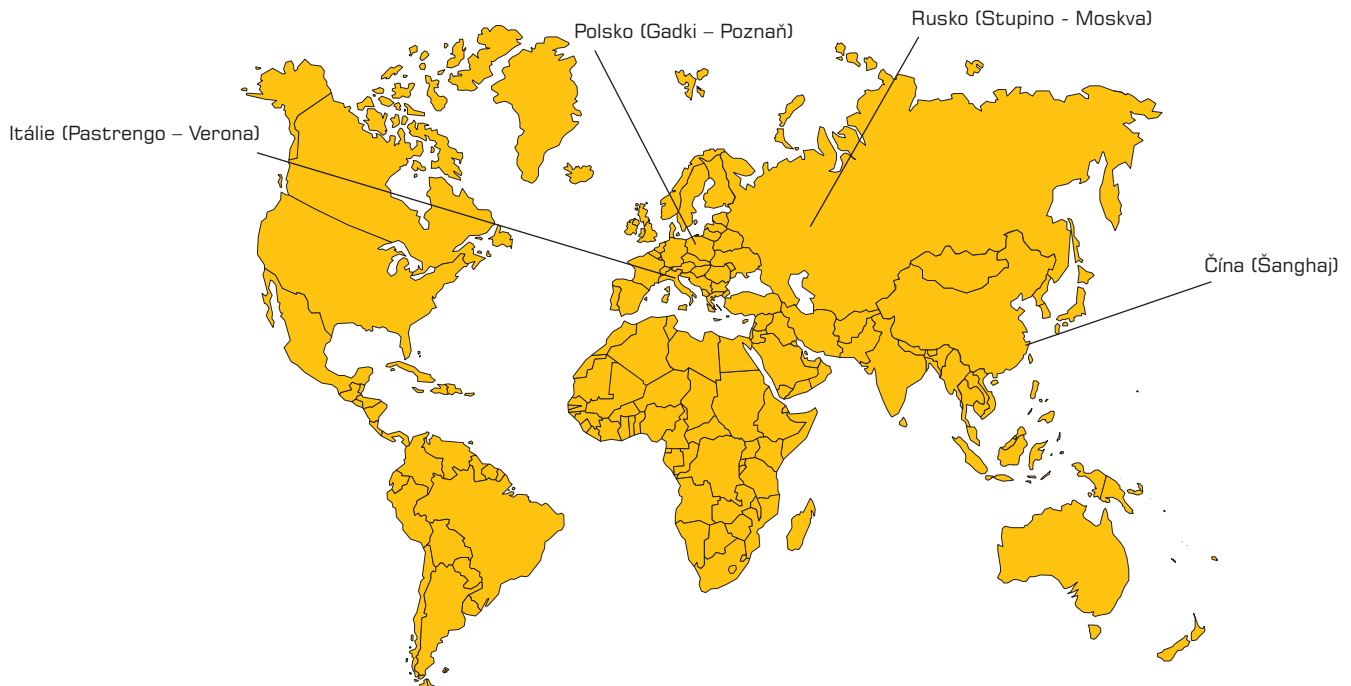 Rusko (Stupino - Moskva)
Polsko (Gadki – Poznaň)
Itálie (Pastrengo – Verona)
Čína (Šanghaj)